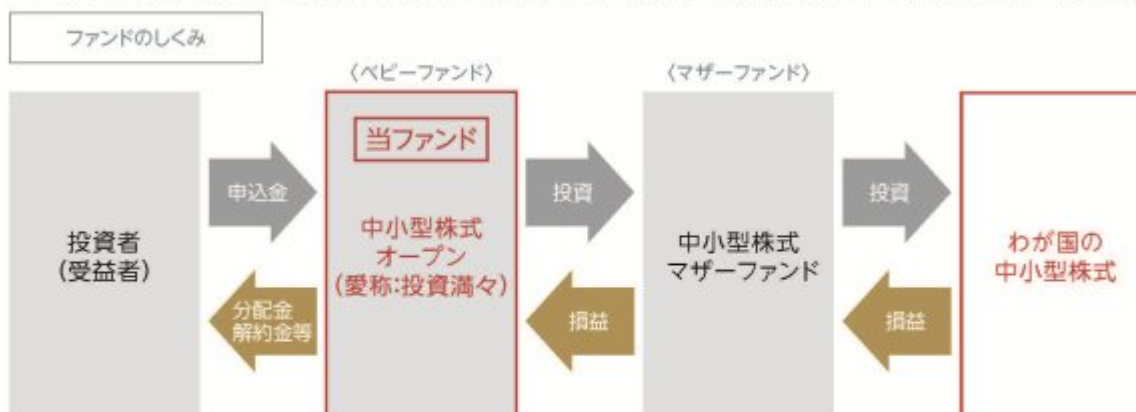 ファンドのしくみ
〈ベビーファンド〉
〈マザーファンド〉
投資者
(受益者)
申込金
分配金
解約金等
当ファンド
中小型株式
オープン
(愛称:投資満々)
投資
損益
中小型株式
マザーファンド
投資
損益
わが国の
中小型株式